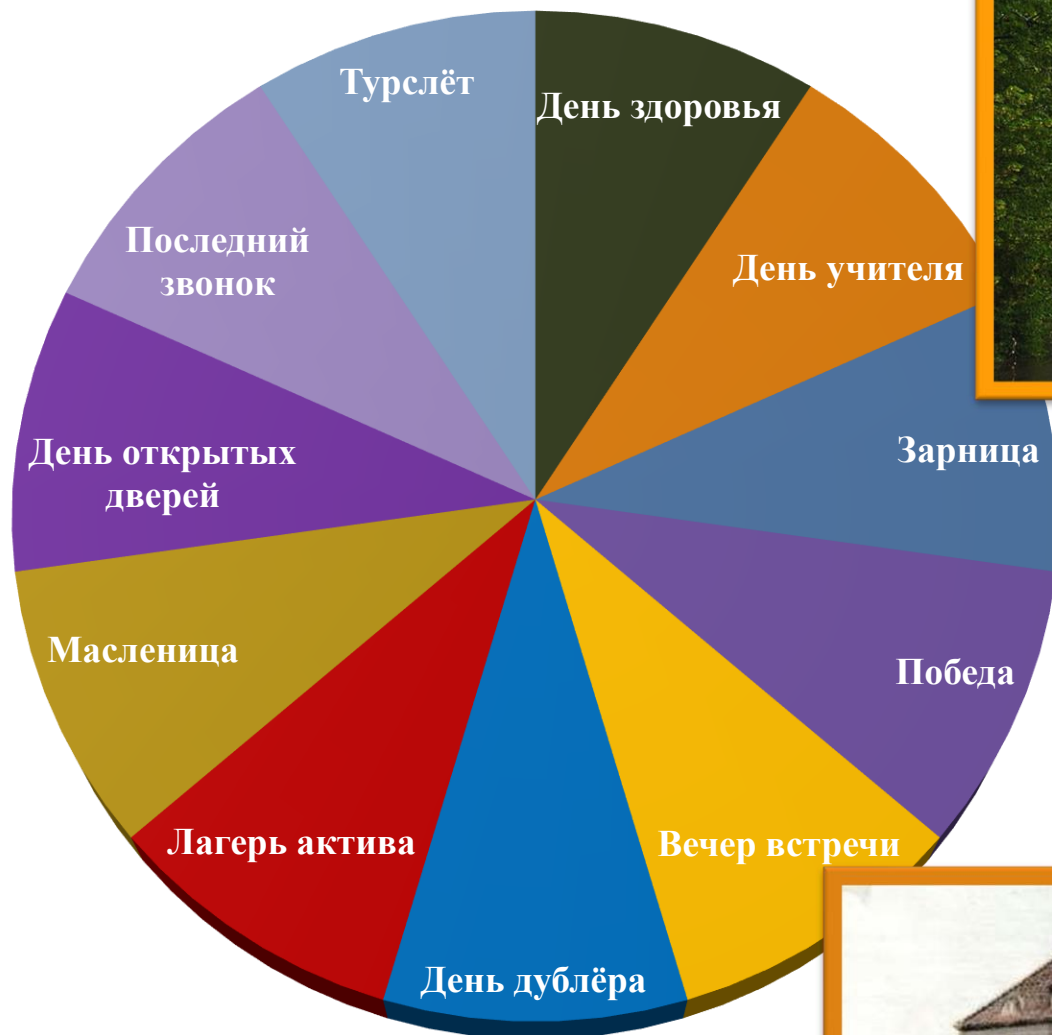 Турслёт
День здоровья
День учителя
Зарница
Победа
Вечер встречи
День дублёра
Лагерь актива
Масленица
День открытых
дверей
Последний
звонок